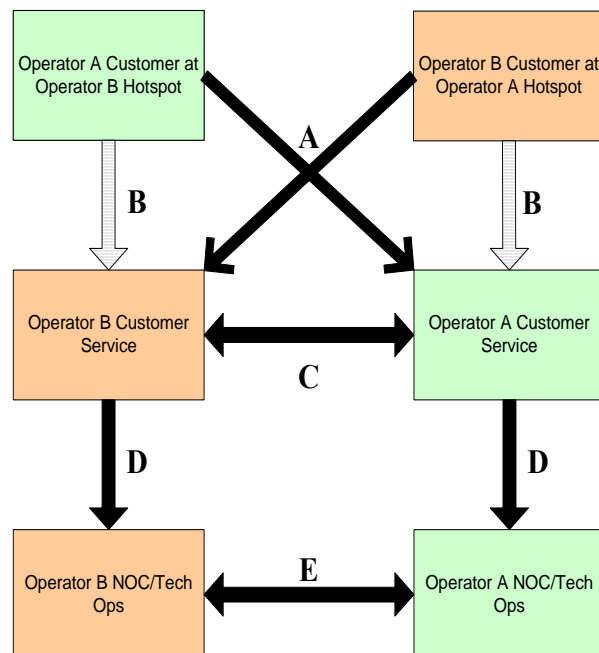 Operator A Customer at
Operator B Hotspot
Operator B Customer at
Operator A Hotspot
A
B
B
Operator B Customer
Service
Operator A Customer
Service
C
D
D
Operator B NOC/Tech
Ops
E
Operator A NOC/Tech
Ops